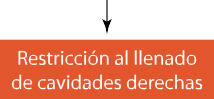 Restricción al llenado
de cavidades derechas